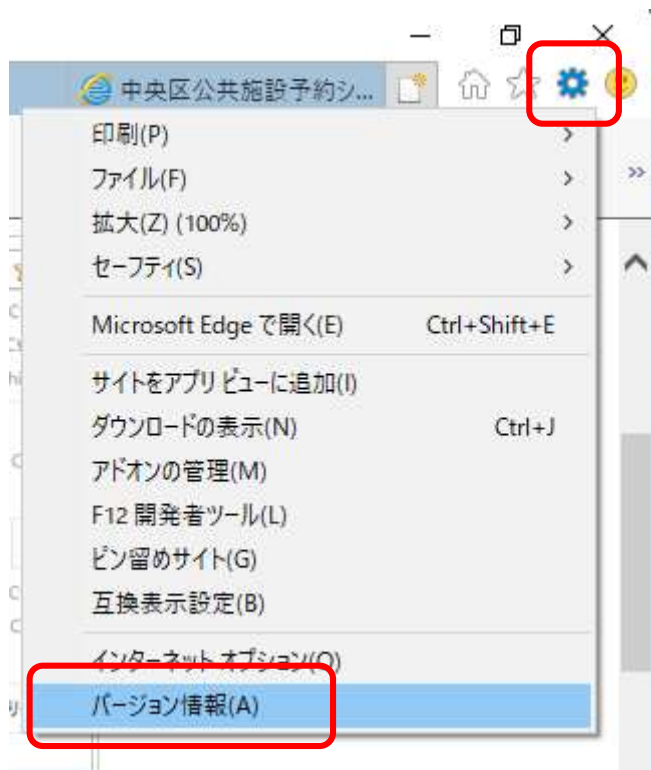 中央区公共施設予約シ...
印刷(P)
ファイル(F)
拡大(Z) (100%)
セーフティ(S)
Microsoft Edge で開く(E) Ctrl+Shift+E
サイトをアプリ ビューに追加(I)
ダウンロードの表示(N) Ctrl+J
アドオンの管理(M)
F12 開発者ツール(L)
ピン留めサイト(G)
互換表示設定(B)
インターネット オプション(O)
バージョン情報(A)